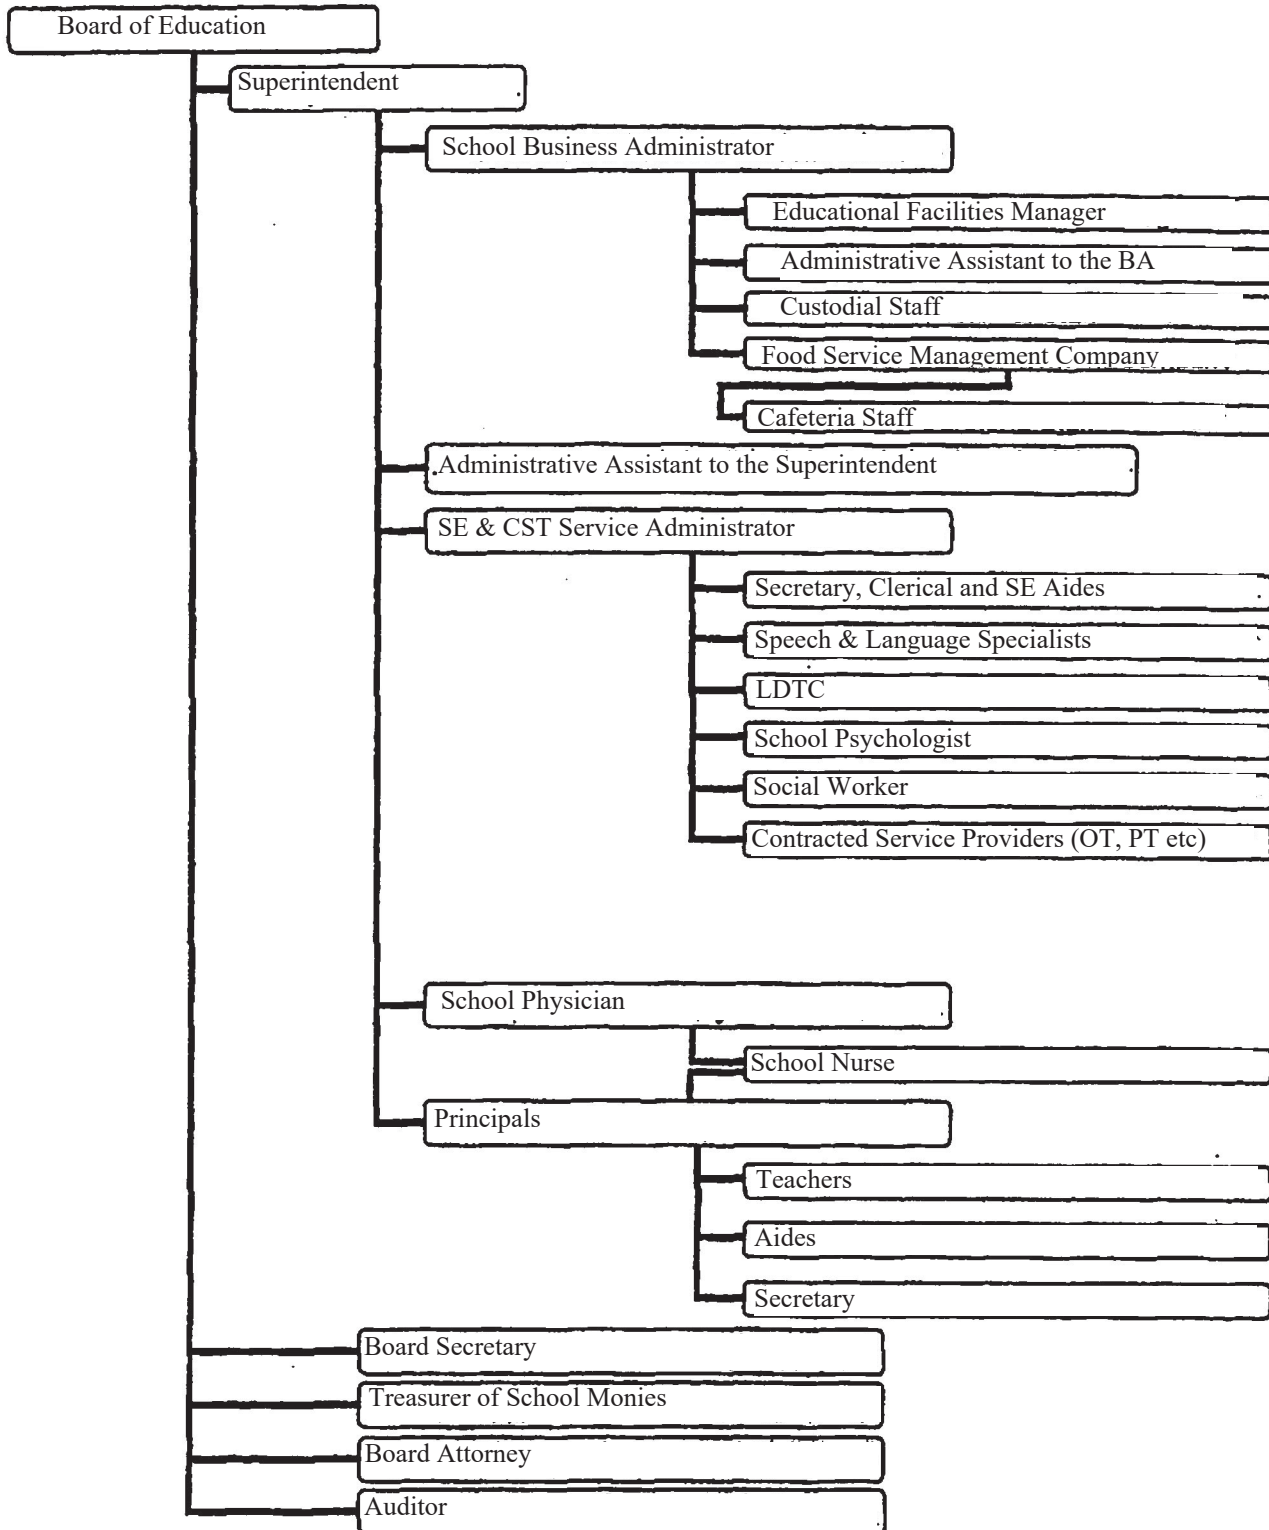 Board of Education
Superintendent
School Business Administrator
Educational Facilities Manager
Administrative Assistant to the BA
Custodial Staff
Food Service Management Company
Cafeteria Staff
Administrative Assistant to the Superintendent
SE & CST Service Administrator
Secretary, Clerical and SE Aides
Speech & Language Specialists
LDTC
School Psychologist
Social Worker
Contracted Service Providers (OT, PT etc)
School Physician
School Nurse
Principals
Teachers
Aides
Secretary
Board Secretary
Treasurer of School Monies
Board Attorney
Auditor